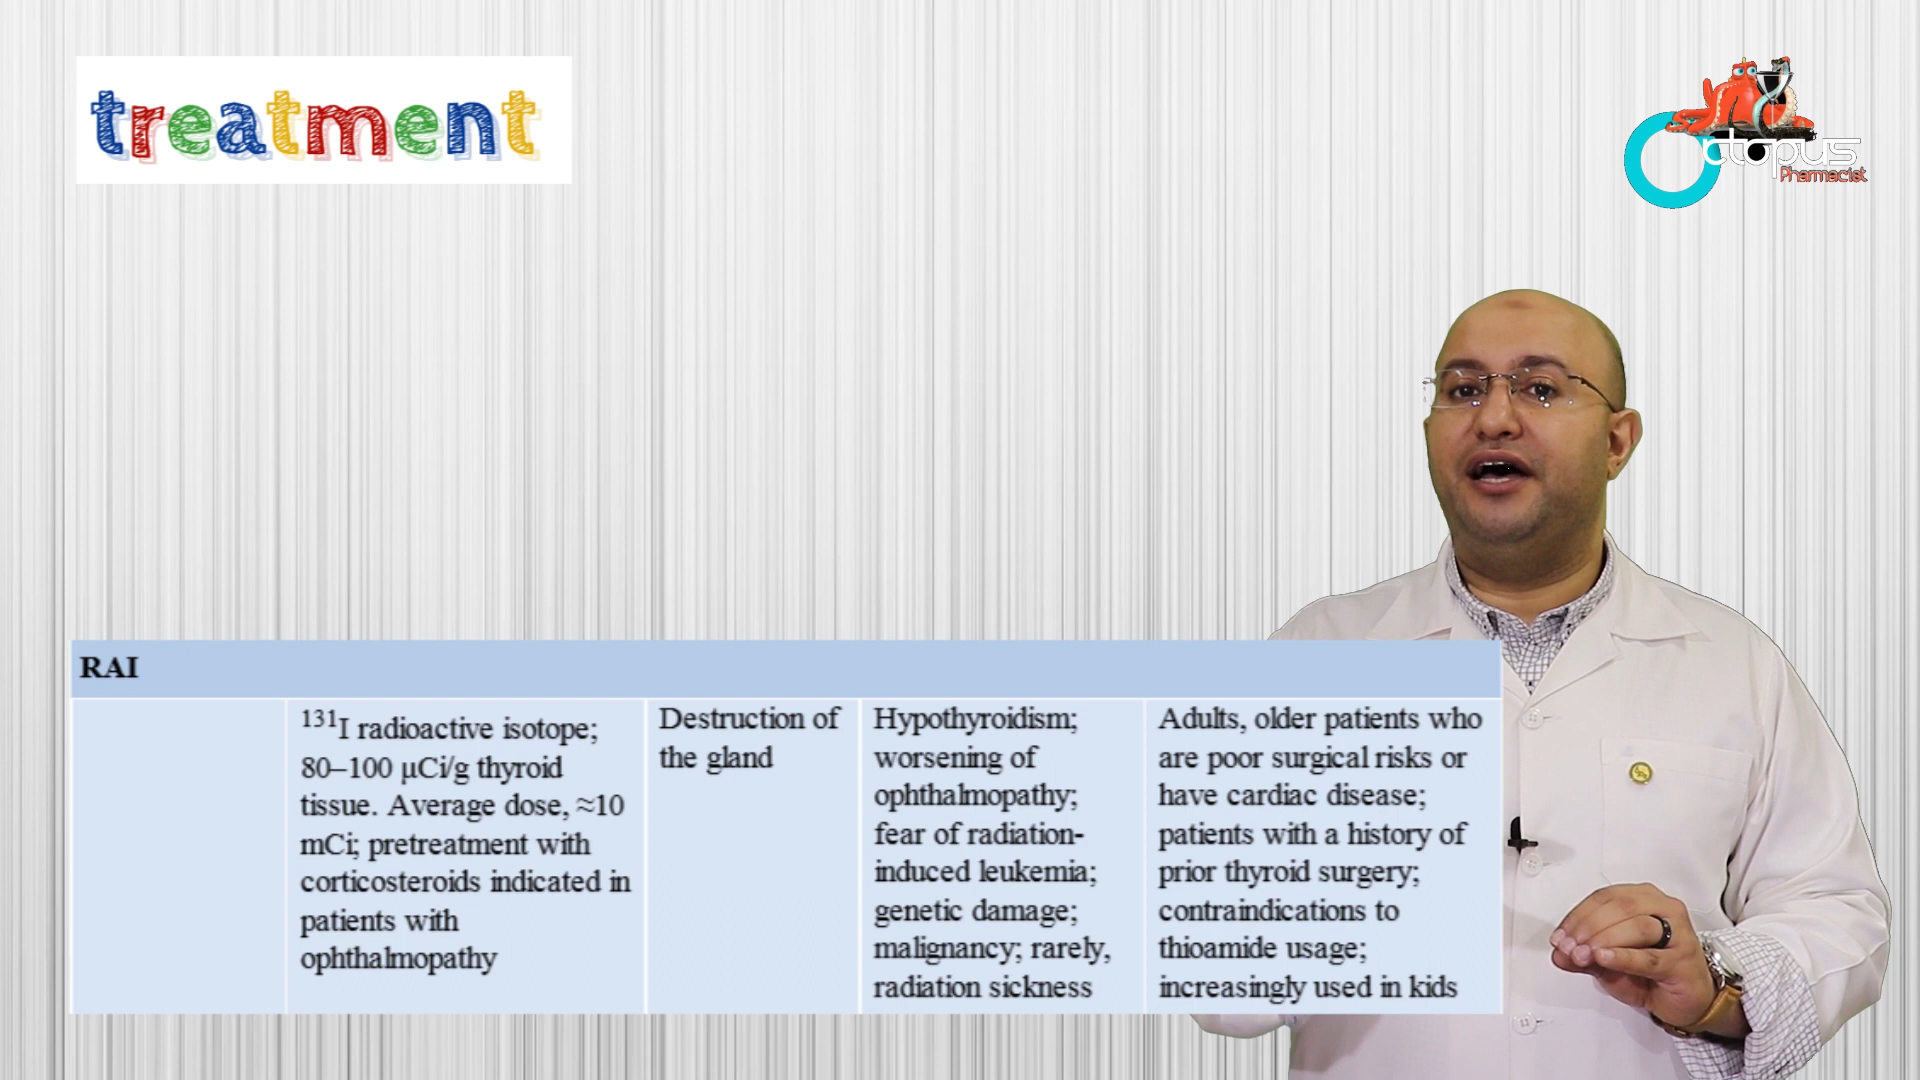 treatment
Octopus
Pharmacist
RAI
131I radioactive isotope;
80–100 μCi/g thyroid
tissue. Average dose, ≈10
mCi; pretreatment with
corticosteroids indicated in
patients with
ophthalmopathy
Destruction of
the gland
Hypothyroidism;
worsening of
ophthalmopathy;
fear of radiation-
induced leukemia;
genetic damage;
malignancy; rarely,
radiation sickness
Adults, older patients who
are poor surgical risks or
have cardiac disease;
patients with a history of
prior thyroid surgery;
contraindications to
thioamide usage;
increasingly used in kids